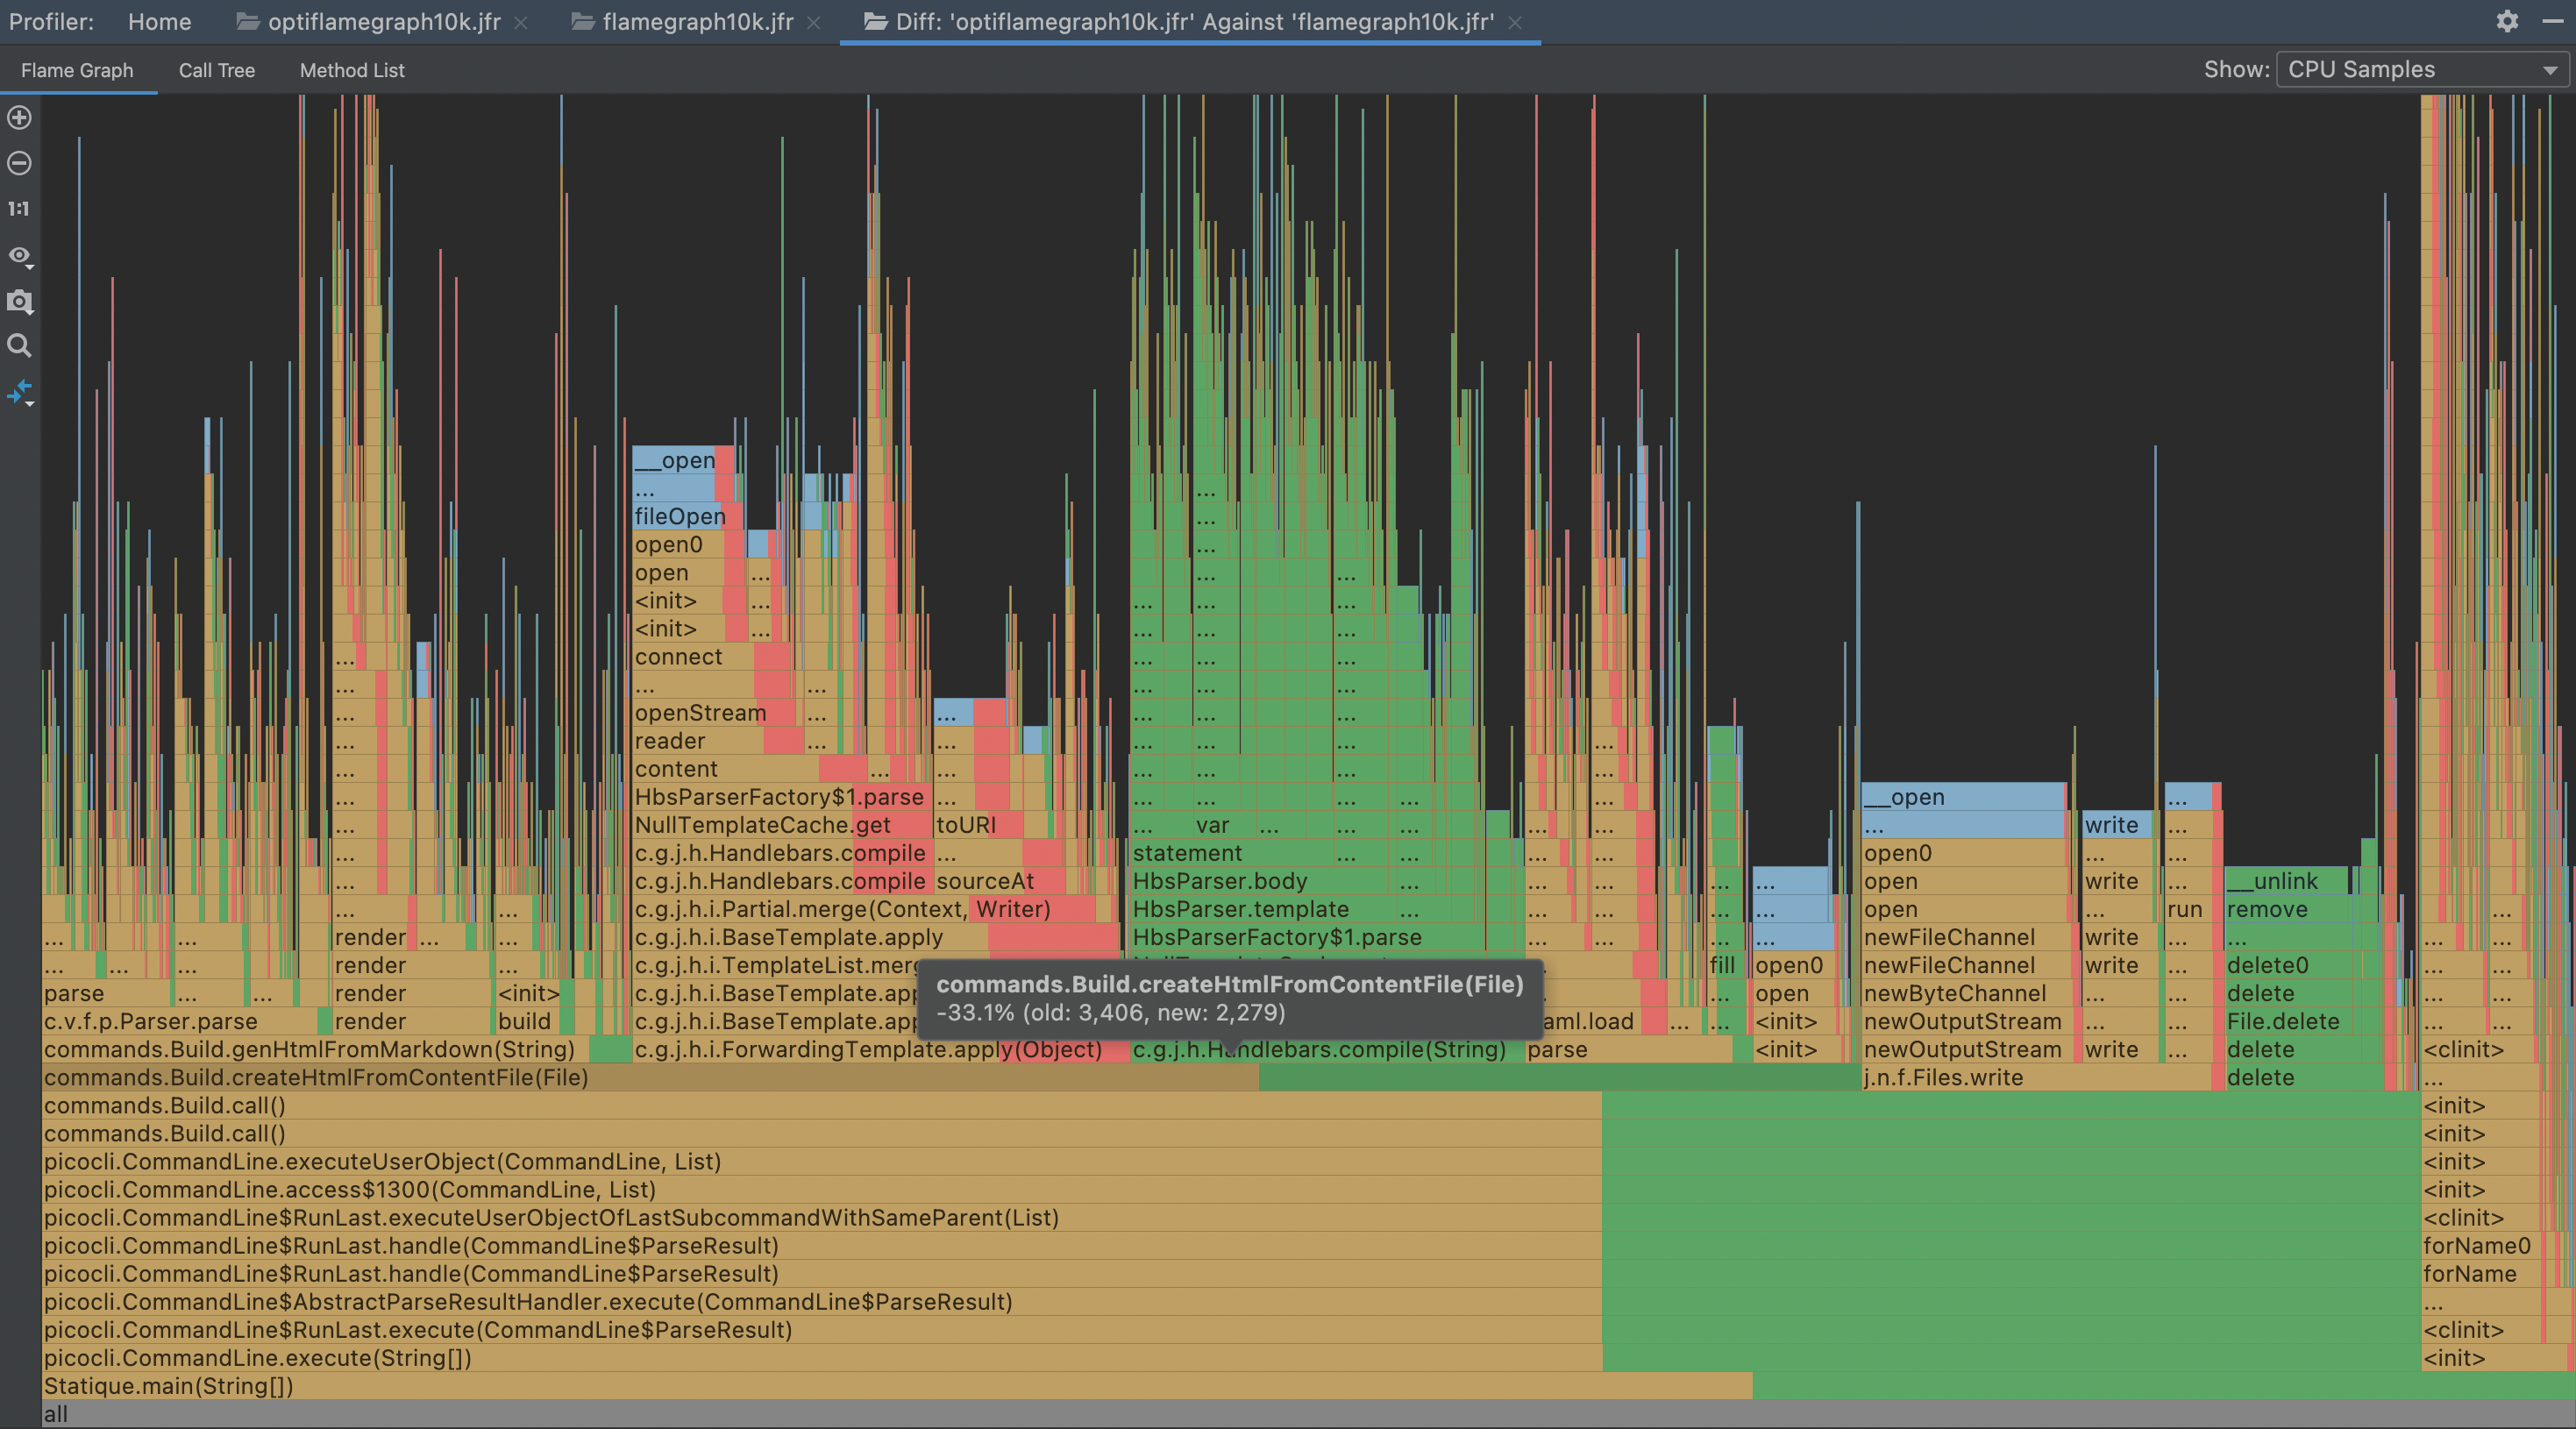 Profiler: Home optiflamegraph10k.jfr flamegraph10k.jfr Diff: 'optiflamegraph10k.jfr' Against 'flamegraph10k.jfr'
Flame Graph Call Tree Method List Show: CPU Samples
1:1
__open
... ...
fileOpen ...
open0 ...
open ... ... ...
<init> ... ... ... ...
<init> ... ... ... ...
... connect ... ... ...
... ... ... ... ... ...
... openStream ... ... ... ... ...
... reader ... ... ... ... ... ...
... content ... ... ... ... ... ...
... HbsParserFactory$1.parse ... ... ... ... ... ... __open ...
... NullTemplateCache.get toURI ... var ... ... ... ... ... ... write ...
... c.g.j.h.Handlebars.compile ... statement ... ... ... ... open0 ... ...
... c.g.j.h.Handlebars.compile sourceAt HbsParser.body ... ... ... ... ... open write ... __unlink
... ... c.g.j.h.i.Partial.merge(Context, Writer) HbsParser.template ... ... ... ... ... open ... run remove ...
... ... render ... ... c.g.j.h.i.BaseTemplate.apply HbsParserFactory$1.parse ... ... ... ... newFileChannel write ... ... ... ...
... ... ... render ... c.g.j.h.i.TemplateList.merg fill open0 newFileChannel write ... delete0 ... ...
commands.Build.createHtmlFromContentFile(File)
-33.1% (old: 3,406, new: 2,279)
parse ... ... render <init> c.g.j.h.i.BaseTemplate.app ... open newByteChannel ... ... delete ... ...
c.v.f.p.Parser.parse render build c.g.j.h.i.BaseTemplate.app aml.load ... ... <init> newOutputStream ... ... File.delete ... ...
commands.Build.genHtmlFromMarkdown(String) c.g.j.h.i.ForwardingTemplate.apply(Object) c.g.j.h.Handlebars.compile(String) parse <init> newOutputStream write ... delete <clinit>
commands.Build.createHtmlFromContentFile(File) j.n.f.Files.write delete ...
commands.Build.call() <init>
commands.Build.call() <init>
picocli.CommandLine.executeUserObject(CommandLine, List) <init>
picocli.CommandLine.access$1300(CommandLine, List) <init>
picocli.CommandLine$RunLast.executeUserObjectOfLastSubcommandWithSameParent(List) <clinit>
picocli.CommandLine$RunLast.handle(CommandLine$ParseResult) forName0
picocli.CommandLine$RunLast.handle(CommandLine$ParseResult) forName
picocli.CommandLine$AbstractParseResultHandler.execute(CommandLine$ParseResult) ...
picocli.CommandLine$RunLast.execute(CommandLine$ParseResult) <clinit>
picocli.CommandLine.execute(String[]) <init>
Statique.main(String[])
all